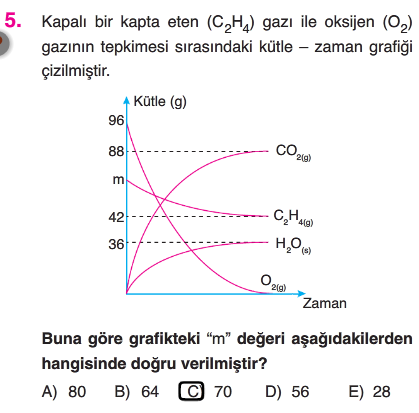 5. Kapalı bir kapta eten (C₂H₄) gazı ile oksijen (O₂)
gazının tepkimesi sırasındaki kütle – zaman grafiği
çizilmiştir.
Kütle (g)
96
88
CO₂(g)
m
42
C₂H₄(g)
36
H₂O(s)
O₂(g)
Zaman
Buna göre grafikteki “m” değeri aşağıdakilerden
hangisinde doğru verilmiştir?
A) 80 B) 64 C) 70 D) 56 E) 28